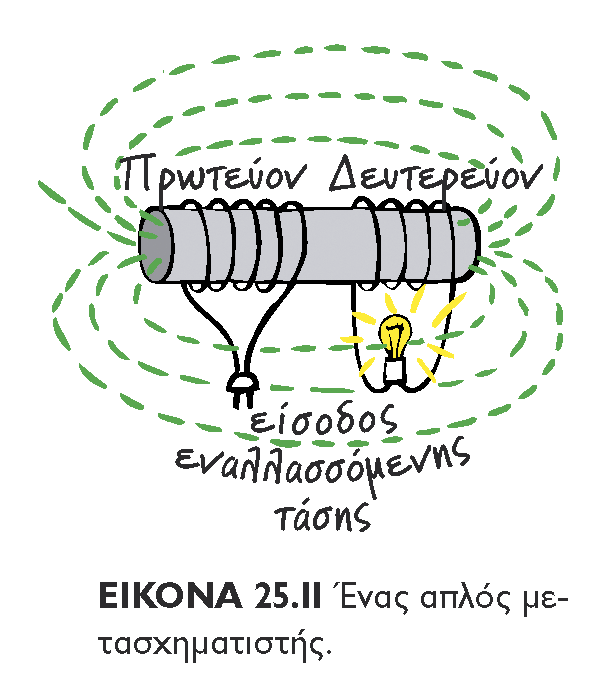 Πρωτεύον Δευτερεύον
είσοδος
εναλλασσόμενης
τάσης
ΕΙΚΟΝΑ 25.ΙΙ Ένας απλός με-
τασχηματιστής.